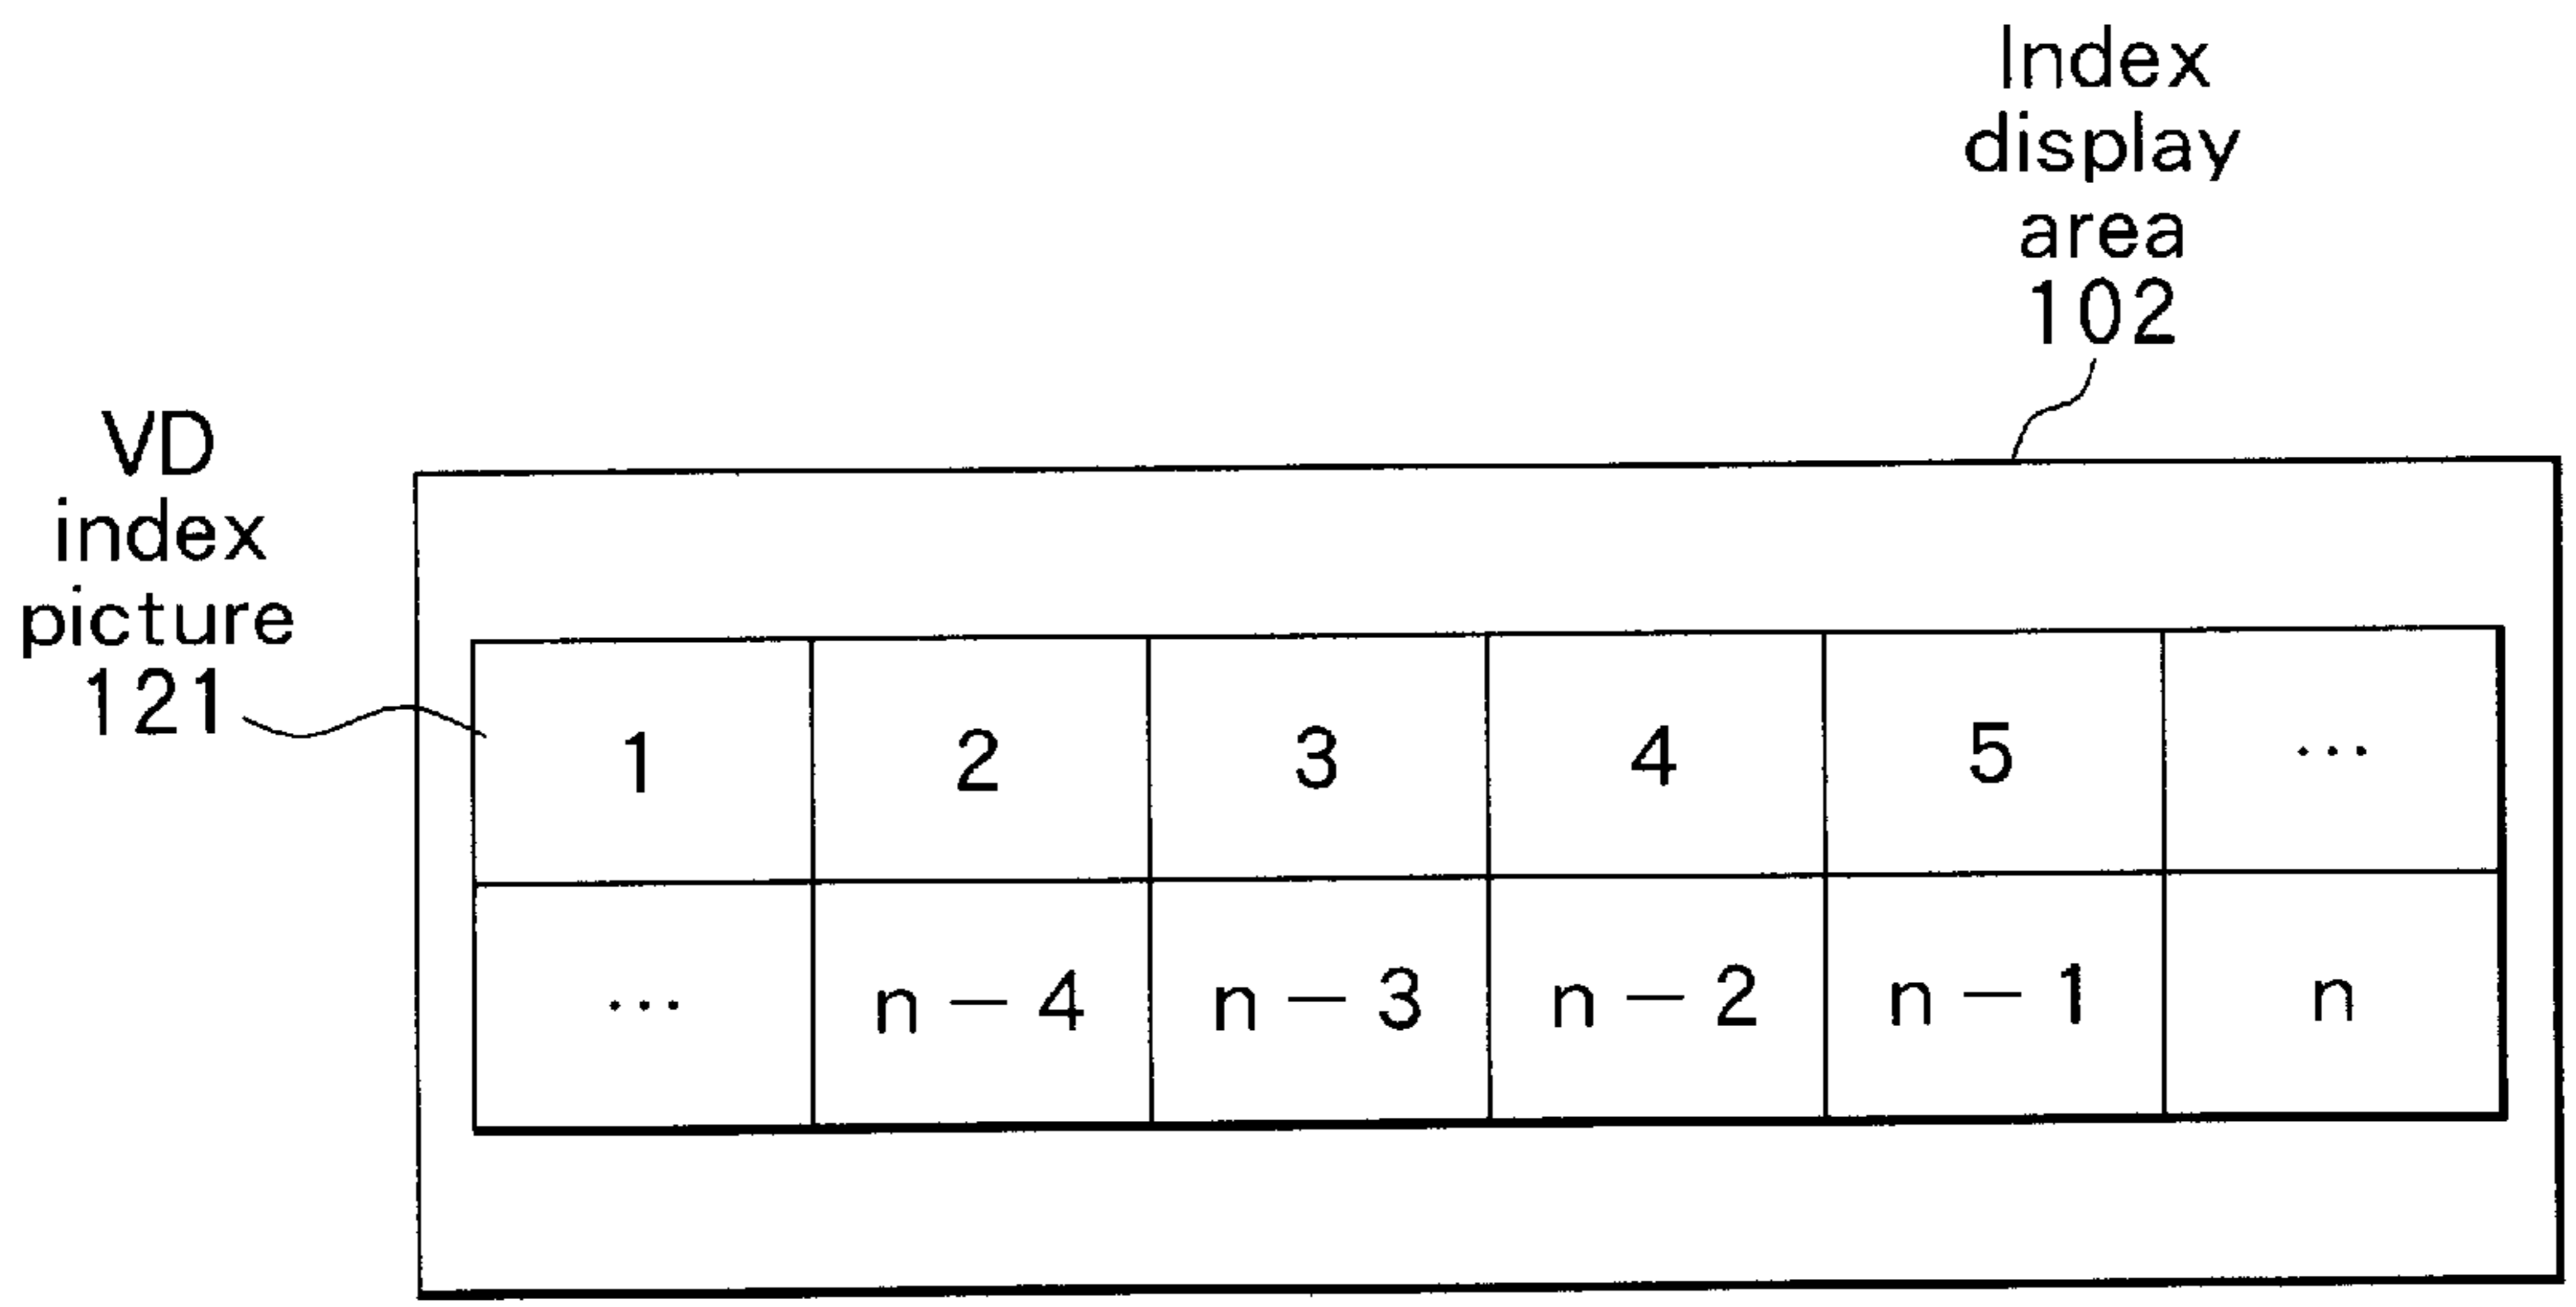 Index
display
area
102
VD
index
picture
121
1 2 3 4 5 ···
··· n－4 n－3 n－2 n－1 n